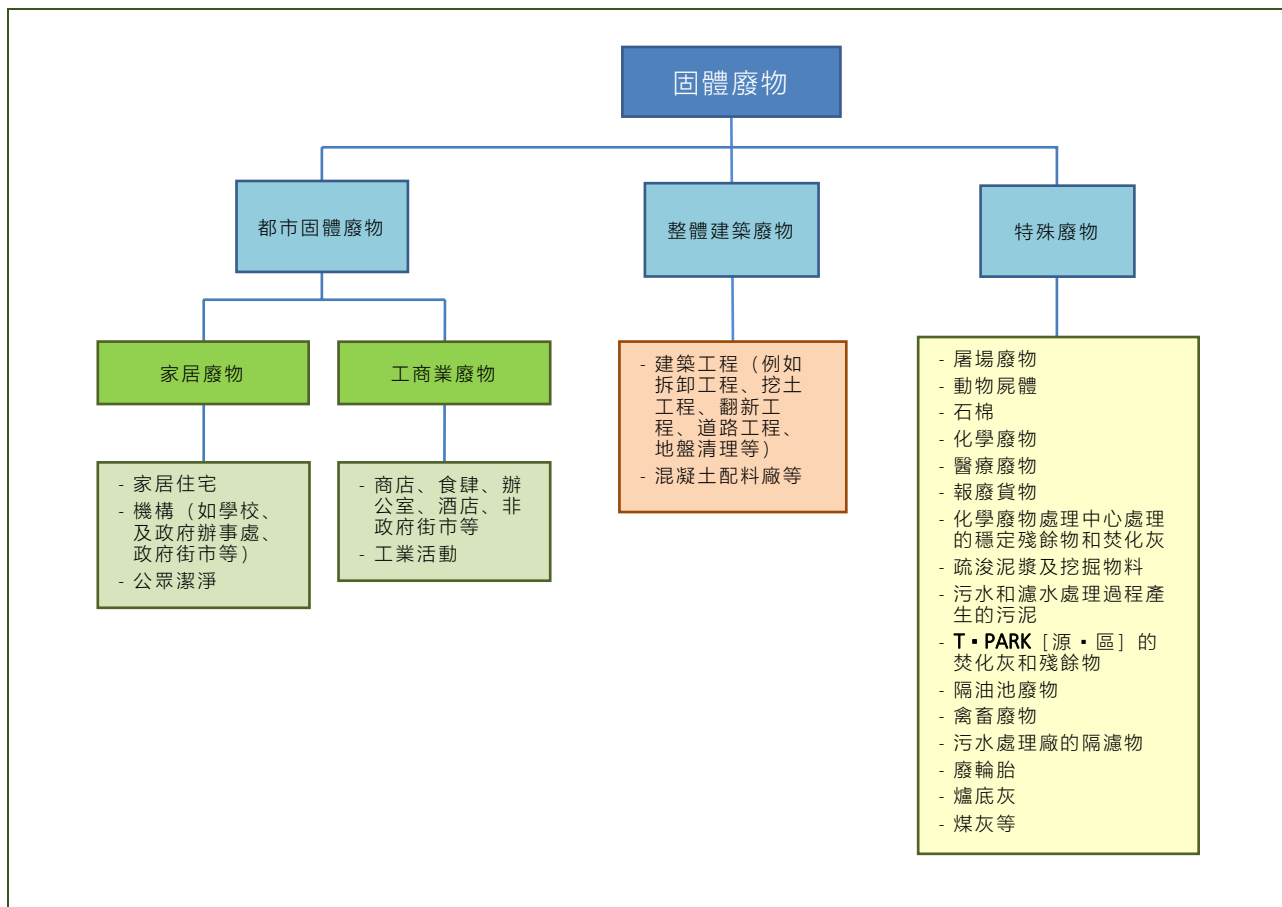 固體廢物
都市固體廢物
整體建築廢物
特殊廢物
家居廢物
工商業廢物
- 家居住宅
- 機構（如學校、
及政府辦事處、
政府街市等）
- 公眾潔淨
- 商店、食肆、辦
公室、酒店、非
政府街市等
- 工業活動
- 建築工程（例如
拆卸工程、挖土
工程、翻新工
程、道路工程、
地盤清理等）
- 混凝土配料廠等
- 屠場廢物
- 動物屍體
- 石棉
- 化學廢物
- 醫療廢物
- 報廢貨物
- 化學廢物處理中心處理
的穩定殘餘物和焚化灰
- 疏浚泥漿及挖掘物料
- 污水和濾水處理過程產
生的污泥
- T▪PARK [源▪區] 的
焚化灰和殘餘物
- 隔油池廢物
- 禽畜廢物
- 污水處理廠的隔濾物
- 廢輪胎
- 爐底灰
- 煤灰等